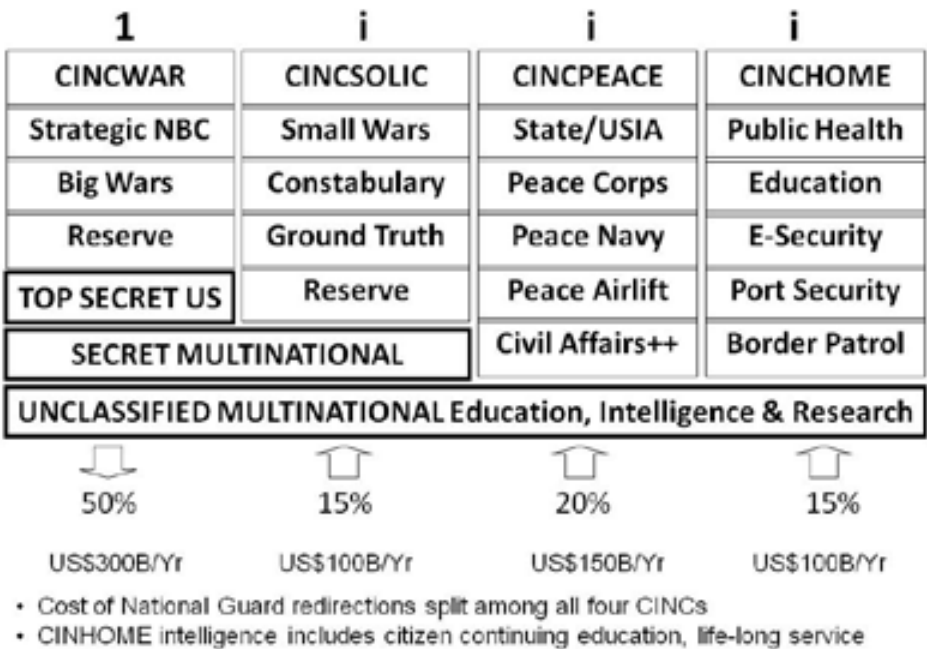 1 i i i
CINCWAR CINCSOLIC CINCPEACE CINCHOME
Strategic NBC Small Wars State/USIA Public Health
Big Wars Constabulary Peace Corps Education
Reserve Ground Truth Peace Navy E-Security
TOP SECRET US Reserve Peace Airlift Port Security
SECRET MULTINATIONAL Civil Affairs++ Border Patrol
UNCLASSIFIED MULTINATIONAL Education, Intelligence & Research
50% 15% 20% 15%
US$300B/Yr US$100B/Yr US$150B/Yr US$100B/Yr
• Cost of National Guard redirections split among all four CINCs
• CINHOME intelligence includes citizen continuing education, life-long service